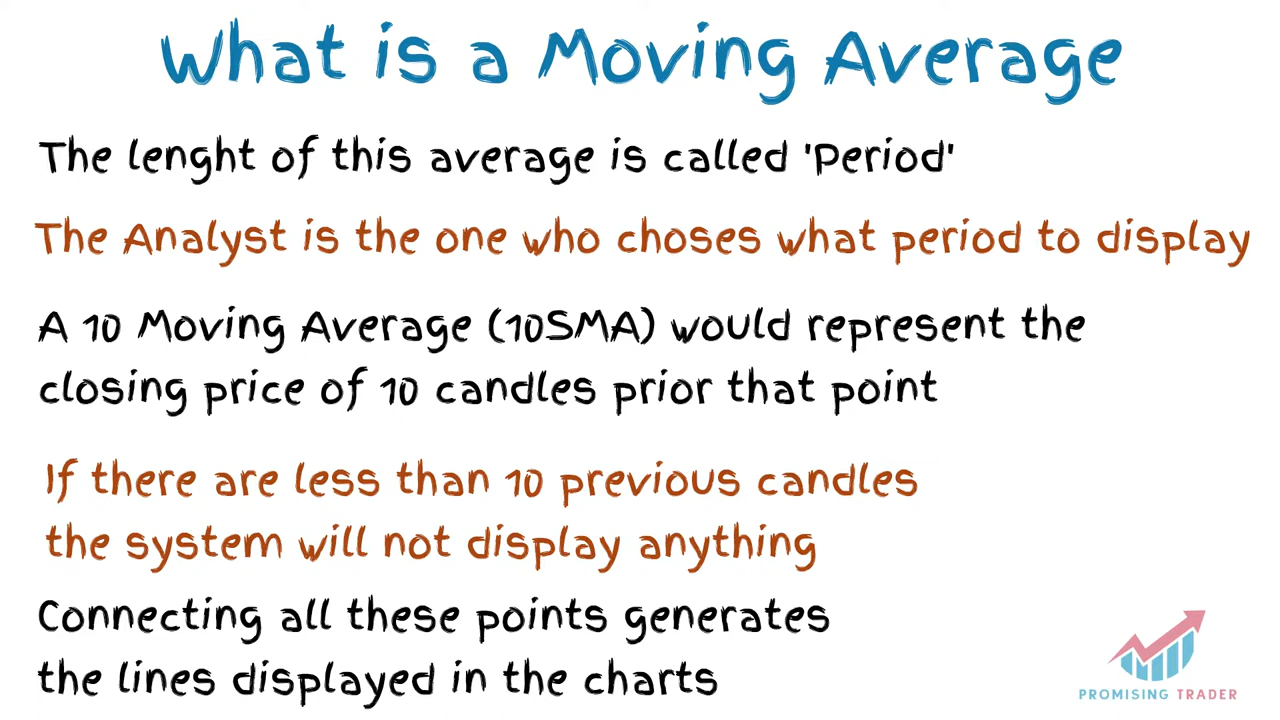 What is a Moving Average
The lenght of this average is called 'Period'
The Analyst is the one who choses what period to display
A 10 Moving Average (10SMA) would represent the
closing price of 10 candles prior that point
If there are less than 10 previous candles
the system will not display anything
Connecting all these points generates
the lines displayed in the charts
PROMISING TRADER